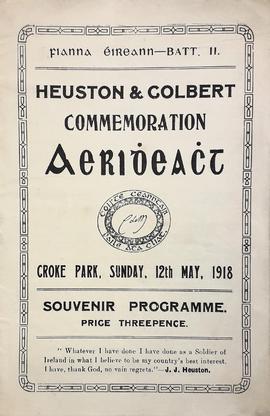 Fianna Éireann—Batt. II.
HEUSTON & COLBERT
COMMEMORATION
Aeriḋeaċt
CROKE PARK, SUNDAY, 12th MAY, 1918
SOUVENIR PROGRAMME.
PRICE THREEPENCE.
" Whatever I have done I have done as a Soldier of
Ireland in what I believe to be my country's best interest.
I have, thank God, no vain regrets."—J. J. Heuston.